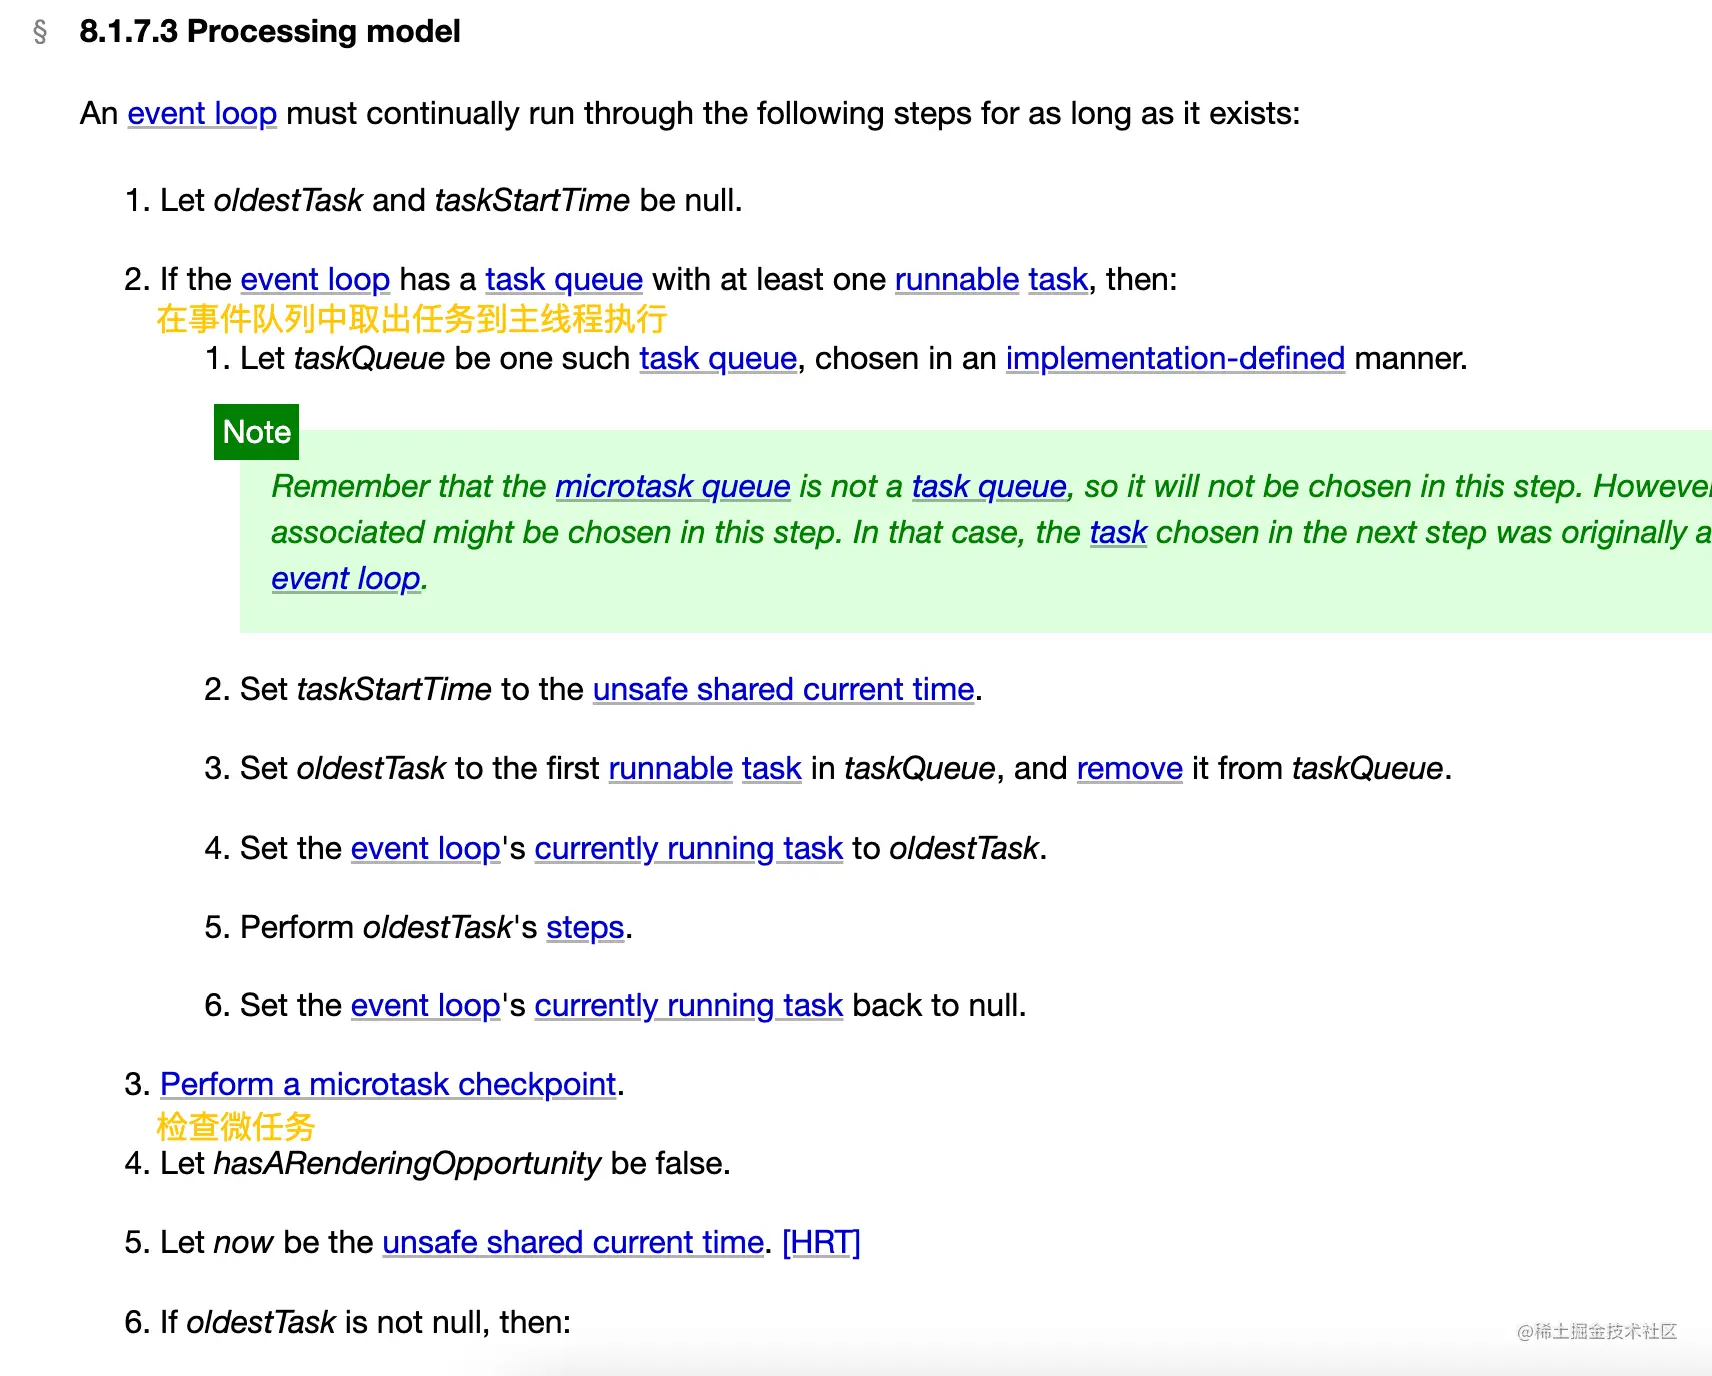 § 8.1.7.3 Processing model
An event loop must continually run through the following steps for as long as it exists:
1. Let oldestTask and taskStartTime be null.
2. If the event loop has a task queue with at least one runnable task, then:
在事件队列中取出任务到主线程执行
1. Let taskQueue be one such task queue, chosen in an implementation-defined manner.
Note
Remember that the microtask queue is not a task queue, so it will not be chosen in this step. However
associated might be chosen in this step. In that case, the task chosen in the next step was originally a
event loop.
2. Set taskStartTime to the unsafe shared current time.
3. Set oldestTask to the first runnable task in taskQueue, and remove it from taskQueue.
4. Set the event loop's currently running task to oldestTask.
5. Perform oldestTask's steps.
6. Set the event loop's currently running task back to null.
3. Perform a microtask checkpoint.
检查微任务
4. Let hasARenderingOpportunity be false.
5. Let now be the unsafe shared current time. [HRT]
6. If oldestTask is not null, then:
@稀土掘金技术社区